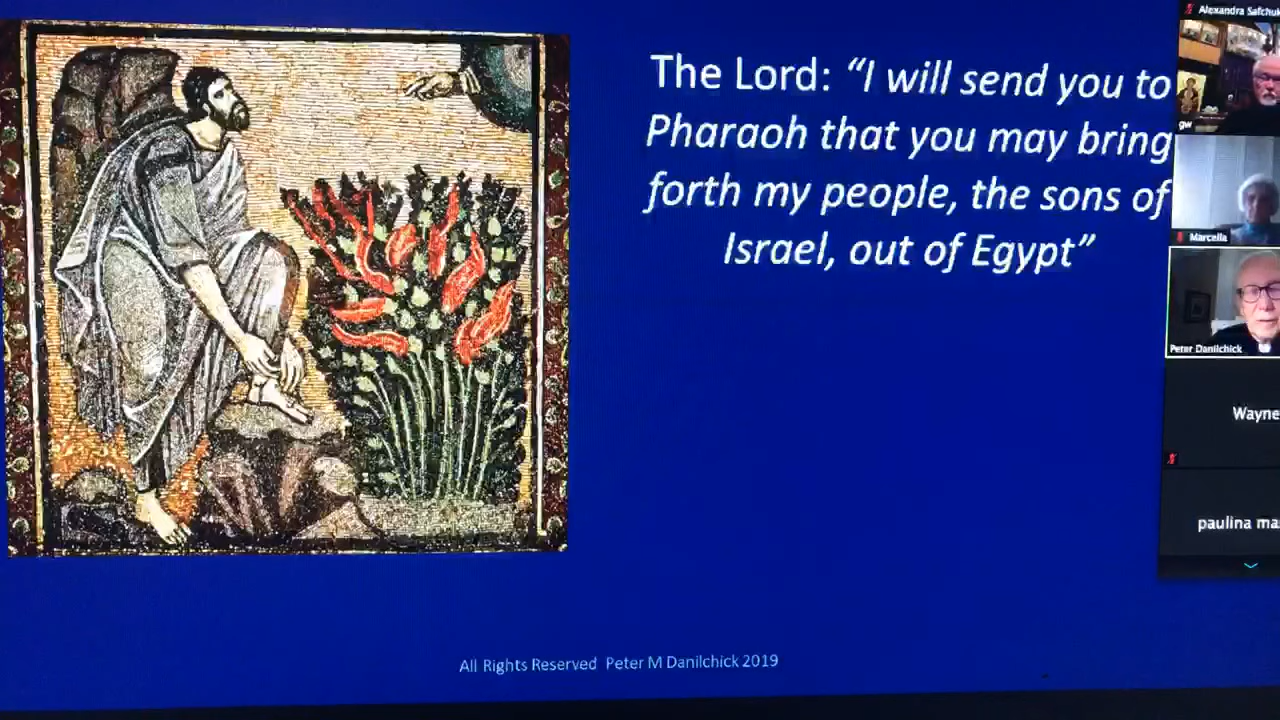 The Lord: “I will send you to
Pharaoh that you may bring
forth my people, the sons of
Israel, out of Egypt”
All Rights Reserved Peter M Danilchick 2019
Alexandra Safchuk
gw
Marcella
Peter Danilchick
Wayne
paulina ma